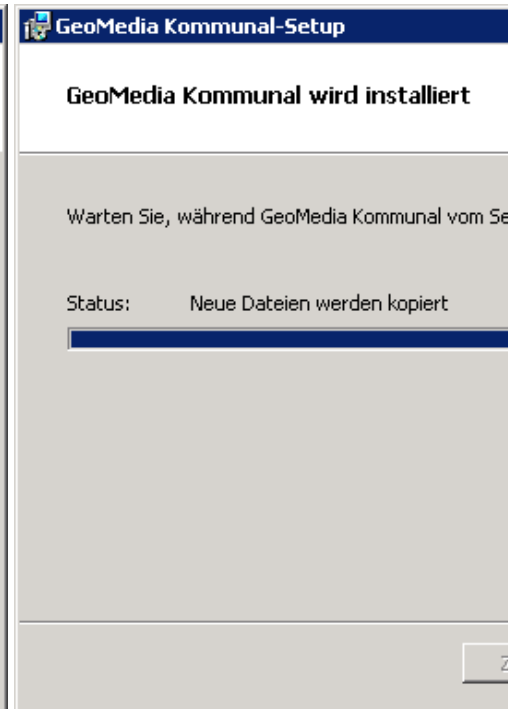 GeoMedia Kommunal-Setup
GeoMedia Kommunal wird installiert
Warten Sie, während GeoMedia Kommunal vom Se
Status: Neue Dateien werden kopiert
Z